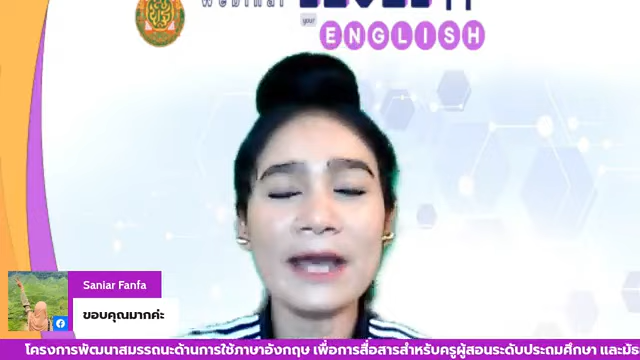 Webinar
your
ENGLISH
Saniar Fanfa
ขอบคุณมากค่ะ
โครงการพัฒนาสมรรถนะด้านการใช้ภาษาอังกฤษ เพื่อการสื่อสารสำหรับครูผู้สอนระดับประถมศึกษา และมัธ